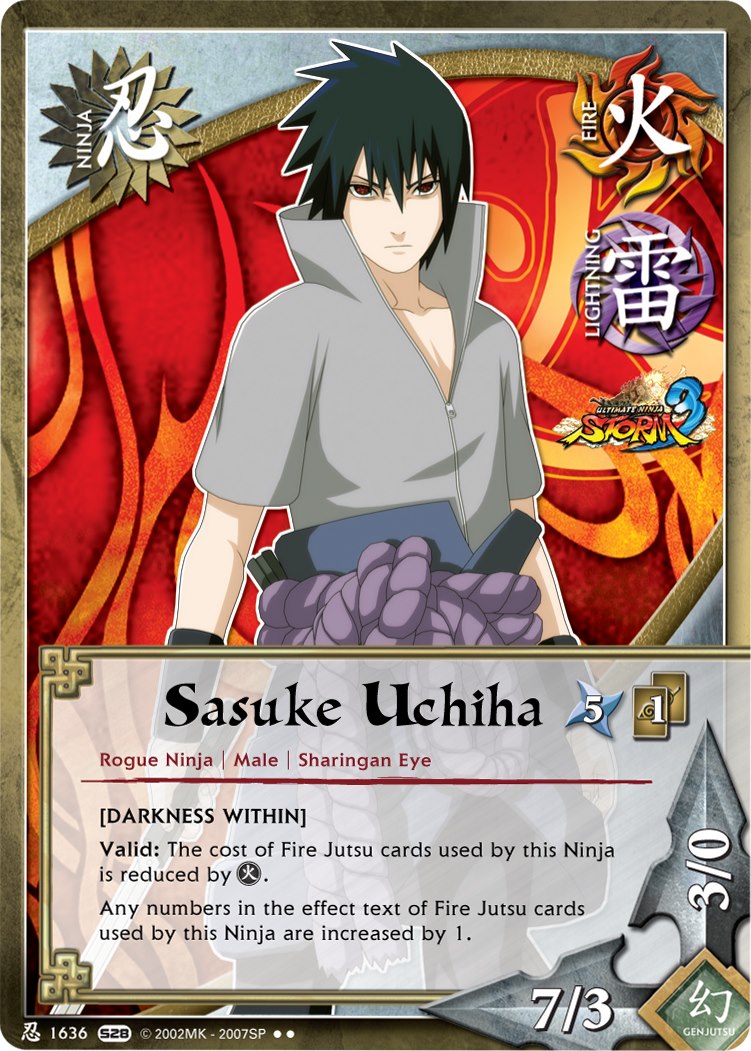 忍
NINJA
火
FIRE
雷
LIGHTNING
ULTIMATE NINJA
STORM 3
Sasuke Uchiha 5 1
Rogue Ninja | Male | Sharingan Eye
[DARKNESS WITHIN]
Valid: The cost of Fire Jutsu cards used by this Ninja
is reduced by 火.
Any numbers in the effect text of Fire Jutsu cards
used by this Ninja are increased by 1.
3/0
7/3
幻
GENJUTSU
忍 1636 S28 © 2002MK - 2007SP ●●